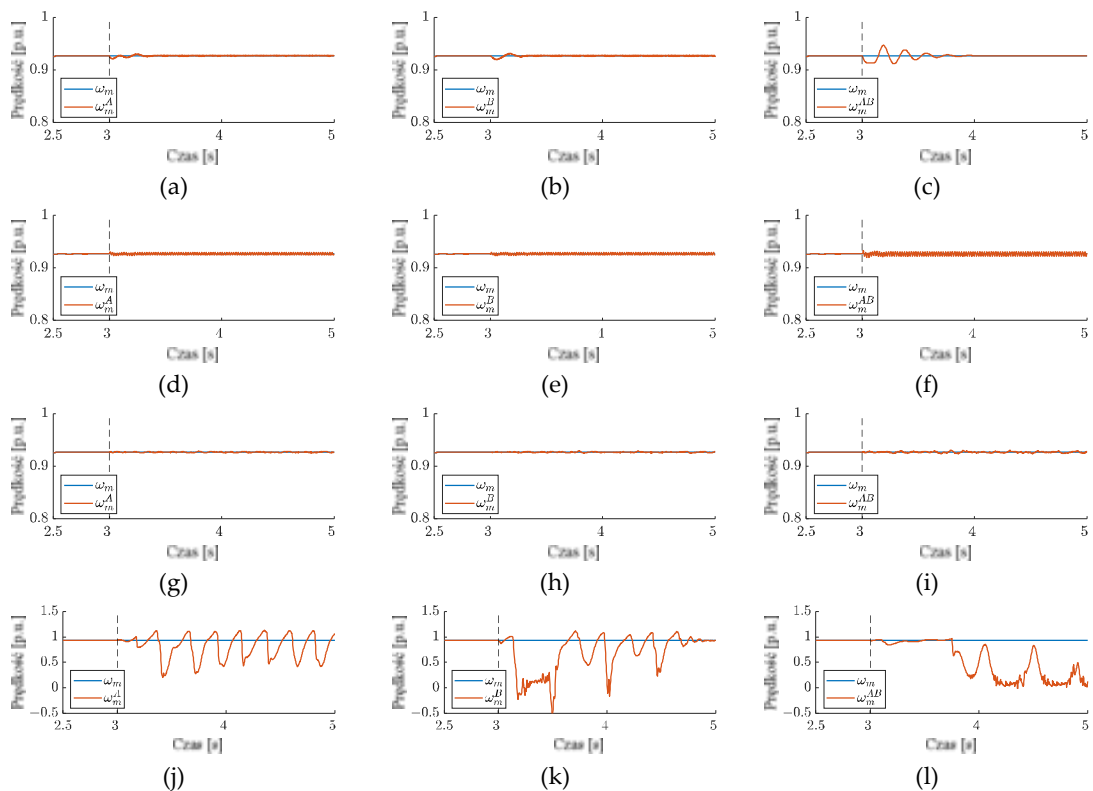 Prędkość [p.u.]
1
0.9
0.8
ω_m
ω_m^A
2.5 3 4 5
Czas [s]
(a)
Prędkość [p.u.]
1
0.9
0.8
ω_m
ω_m^B
2.5 3 4 5
Czas [s]
(b)
Prędkość [p.u.]
1
0.9
0.8
ω_m
ω_m^{AB}
2.5 3 4 5
Czas [s]
(c)
Prędkość [p.u.]
1
0.9
0.8
ω_m
ω_m^A
2.5 3 4 5
Czas [s]
(d)
Prędkość [p.u.]
1
0.9
0.8
ω_m
ω_m^B
2.5 3 4 5
Czas [s]
(e)
Prędkość [p.u.]
1
0.9
0.8
ω_m
ω_m^{AB}
2.5 3 4 5
Czas [s]
(f)
Prędkość [p.u.]
1
0.9
0.8
ω_m
ω_m^A
2.5 3 4 5
Czas [s]
(g)
Prędkość [p.u.]
1
0.9
0.8
ω_m
ω_m^B
2.5 3 4 5
Czas [s]
(h)
Prędkość [p.u.]
1
0.9
0.8
ω_m
ω_m^{AB}
2.5 3 4 5
Czas [s]
(i)
Prędkość [p.u.]
1.5
1
0.5
0
−0.5
ω_m
ω_m^A
2.5 3 4 5
Czas [s]
(j)
Prędkość [p.u.]
1.5
1
0.5
0
−0.5
ω_m
ω_m^B
2.5 3 4 5
Czas [s]
(k)
Prędkość [p.u.]
1.5
1
0.5
0
−0.5
ω_m
ω_m^{AB}
2.5 3 4 5
Czas [s]
(l)